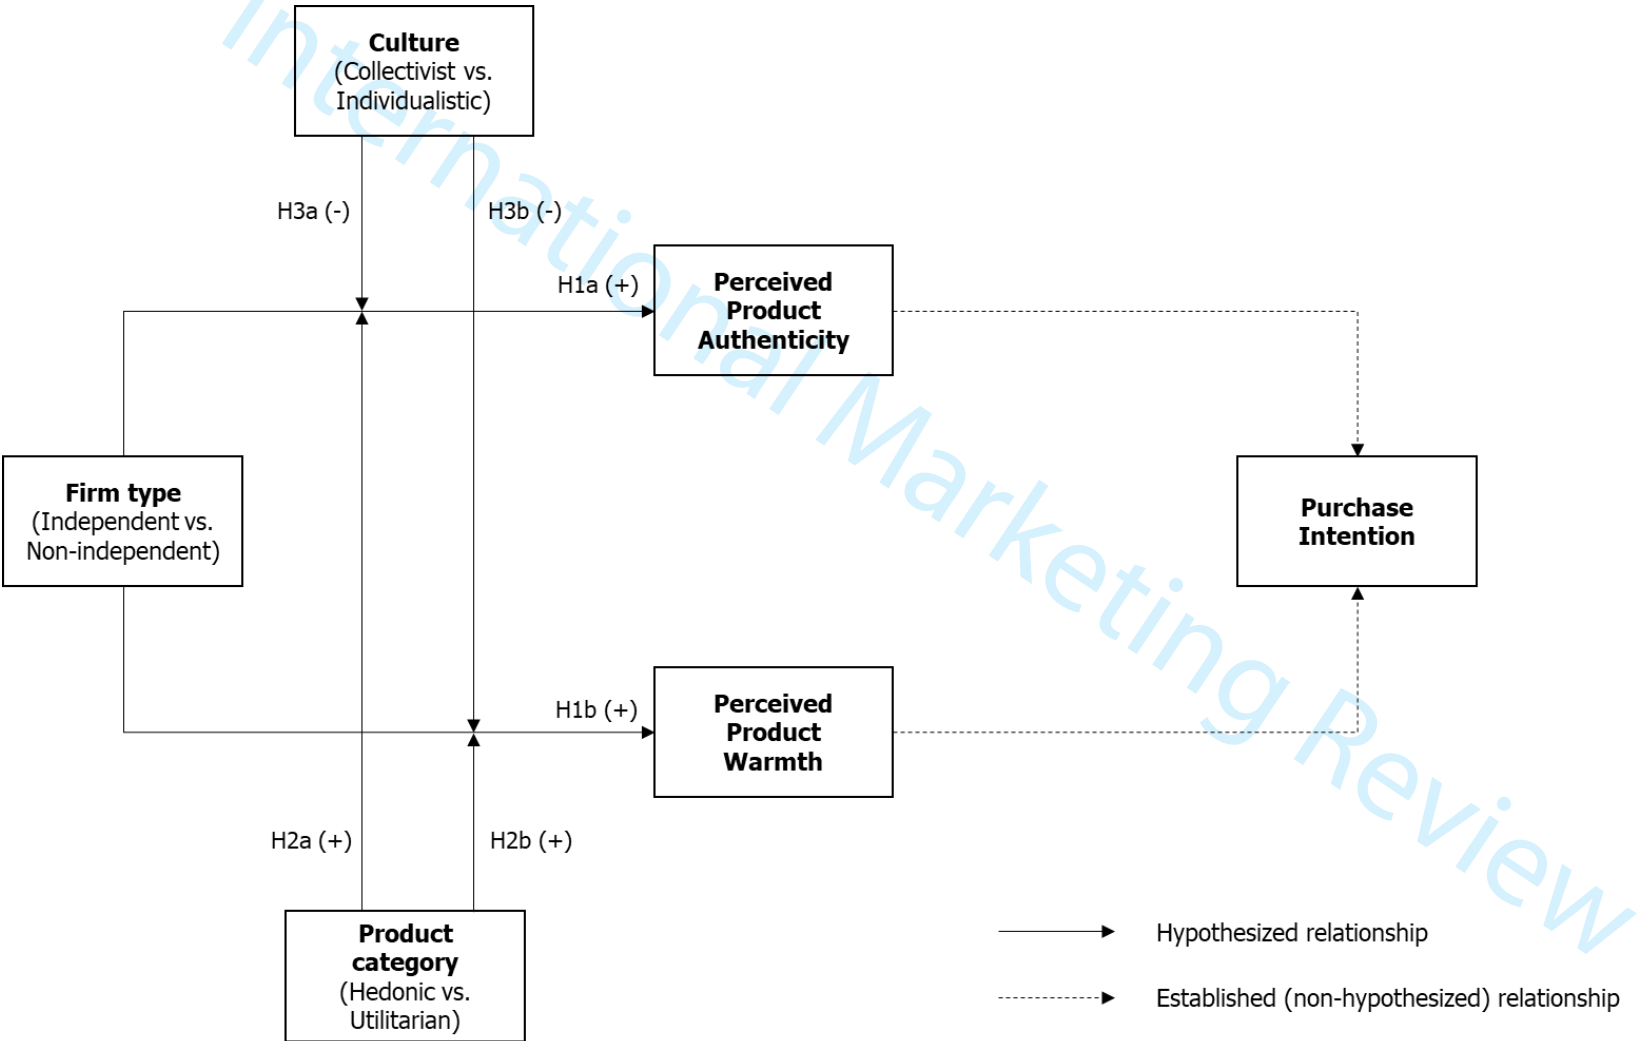 Culture
(Collectivist vs.
Individualistic)
H3a (-)
H3b (-)
H1a (+)
Perceived
Product
Authenticity
Firm type
(Independent vs.
Non-independent)
Purchase
Intention
H1b (+)
Perceived
Product
Warmth
H2a (+)
H2b (+)
Product
category
(Hedonic vs.
Utilitarian)
Hypothesized relationship
Established (non-hypothesized) relationship
International Marketing Review